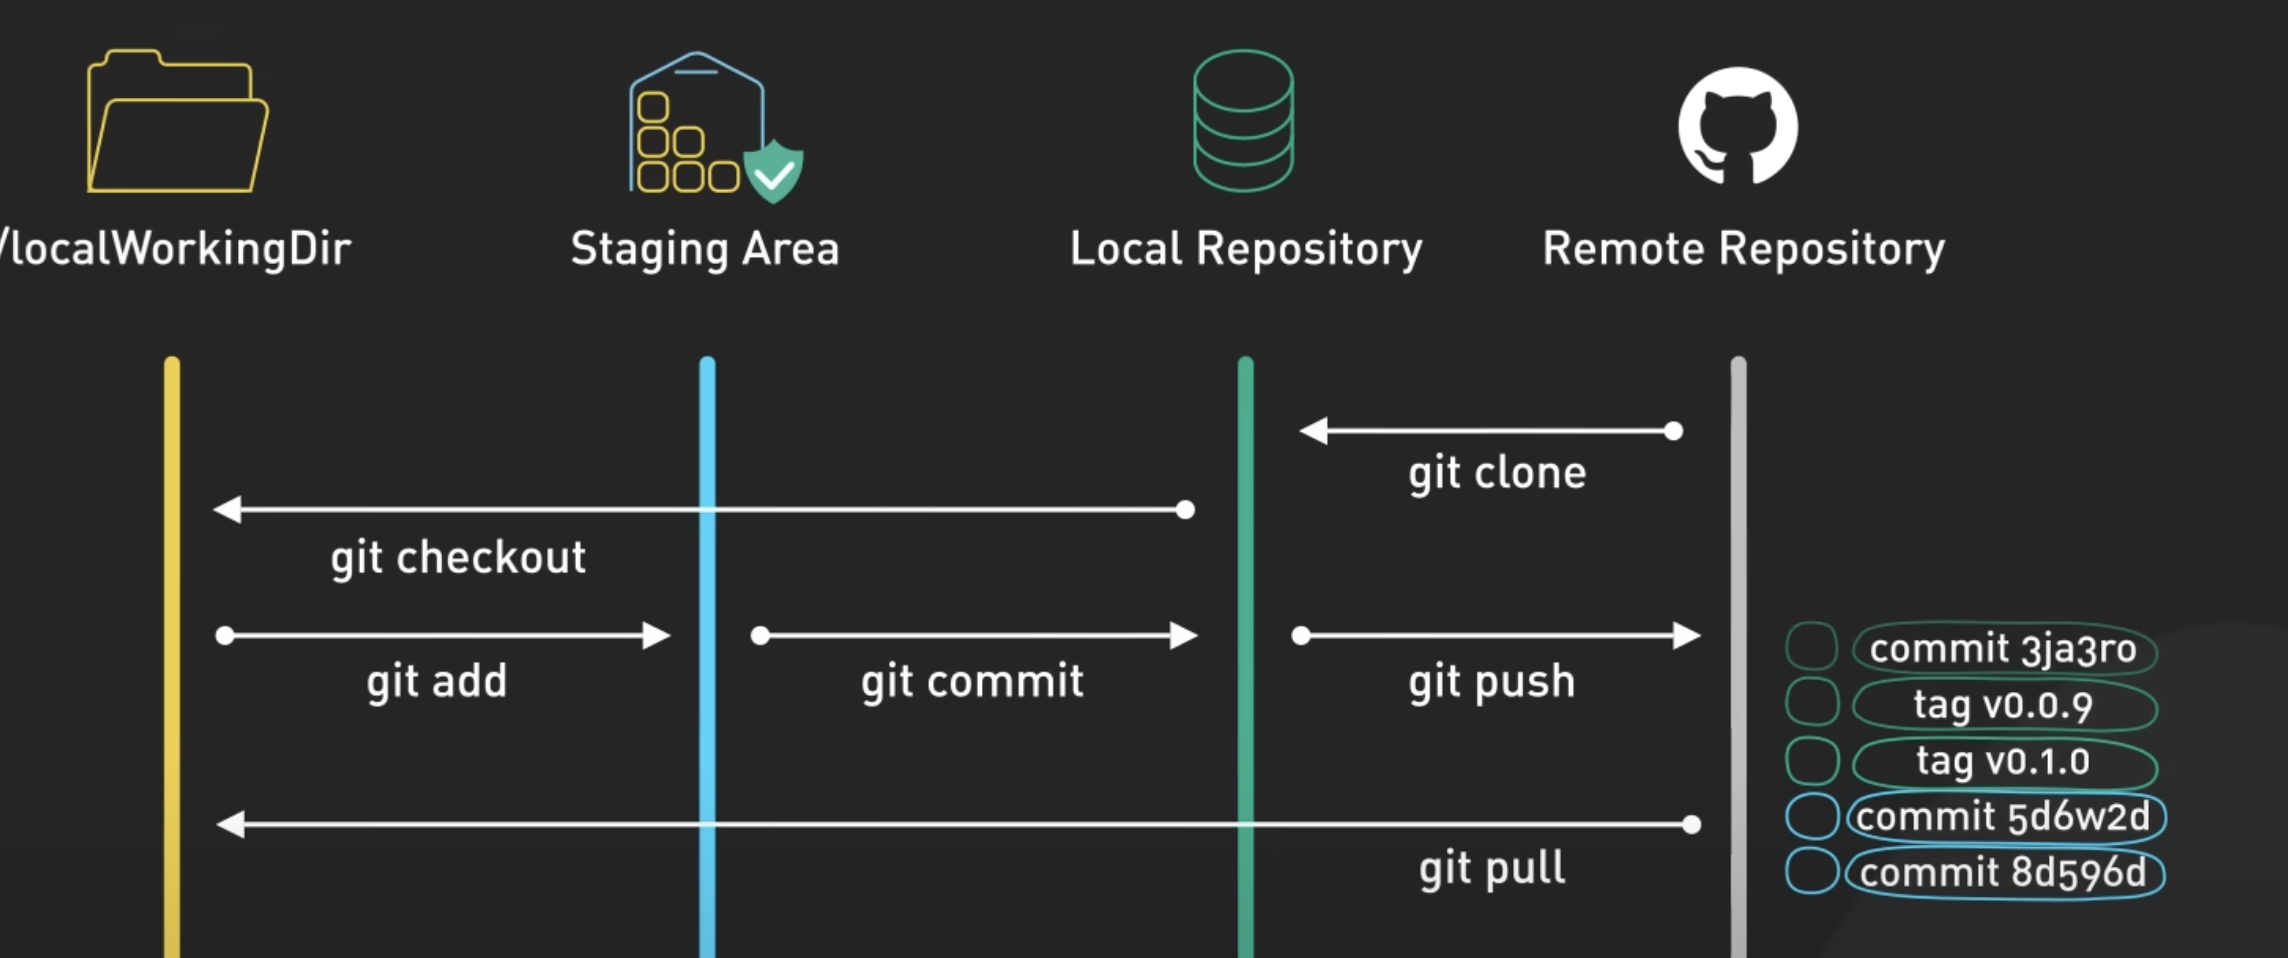 /localWorkingDir
Staging Area
Local Repository
Remote Repository
git clone
git checkout
git add
git commit
git push
commit 3ja3ro
tag v0.0.9
tag v0.1.0
commit 5d6w2d
commit 8d596d
git pull